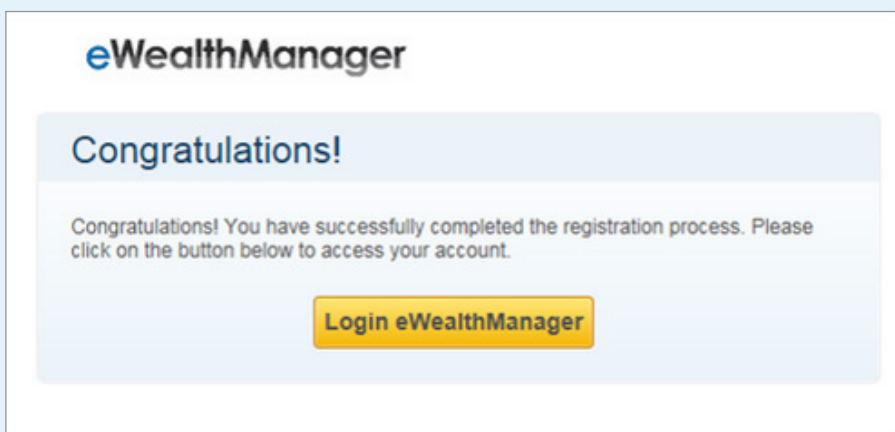 eWealthManager
Congratulations!
Congratulations! You have successfully completed the registration process. Please
click on the button below to access your account.
Login eWealthManager